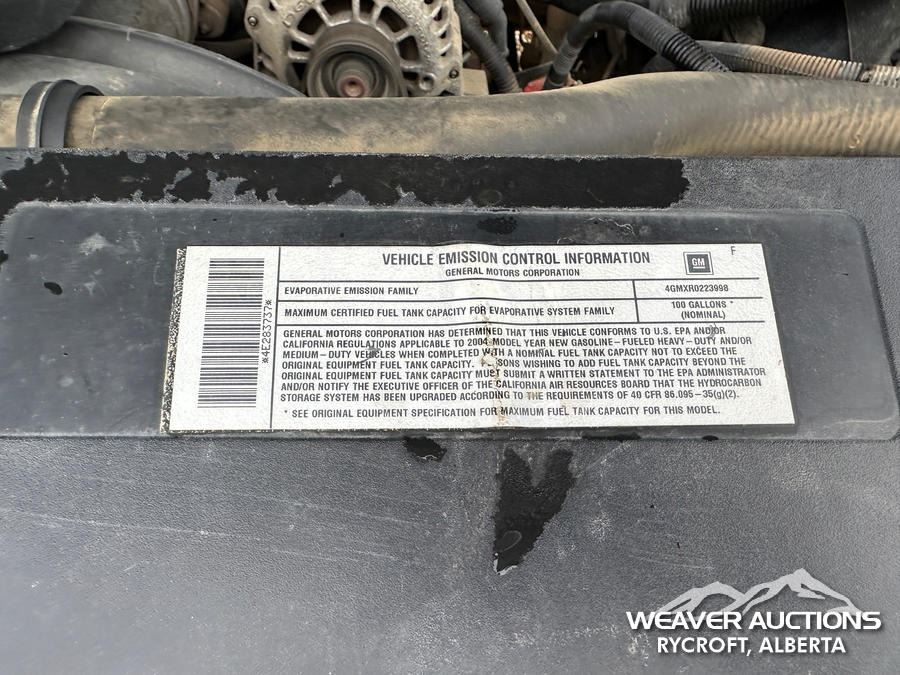 VEHICLE EMISSION CONTROL INFORMATION
GENERAL MOTORS CORPORATION
GM
F
EVAPORATIVE EMISSION FAMILY
4GMXR0223998
MAXIMUM CERTIFIED FUEL TANK CAPACITY FOR EVAPORATIVE SYSTEM FAMILY
100 GALLONS *
(NOMINAL)
*4E283737*
GENERAL MOTORS CORPORATION HAS DETERMINED THAT THIS VEHICLE CONFORMS TO U.S. EPA AND/OR
CALIFORNIA REGULATIONS APPLICABLE TO 2004 MODEL YEAR NEW GASOLINE-FUELED HEAVY-DUTY AND/OR
MEDIUM-DUTY VEHICLES WHEN COMPLETED WITH A NOMINAL FUEL TANK CAPACITY NOT TO EXCEED THE
ORIGINAL EQUIPMENT FUEL TANK CAPACITY. PERSONS WISHING TO ADD FUEL TANK CAPACITY BEYOND THE
ORIGINAL EQUIPMENT FUEL TANK CAPACITY MUST SUBMIT A WRITTEN STATEMENT TO THE EPA ADMINISTRATOR
AND/OR NOTIFY THE EXECUTIVE OFFICER OF THE CALIFORNIA AIR RESOURCES BOARD THAT THE HYDROCARBON
STORAGE SYSTEM HAS BEEN UPGRADED ACCORDING TO THE REQUIREMENTS OF 40 CFR 86.095-35(g)(2).
* SEE ORIGINAL EQUIPMENT SPECIFICATION FOR MAXIMUM FUEL TANK CAPACITY FOR THIS MODEL.
WEAVER AUCTIONS
RYCROFT, ALBERTA